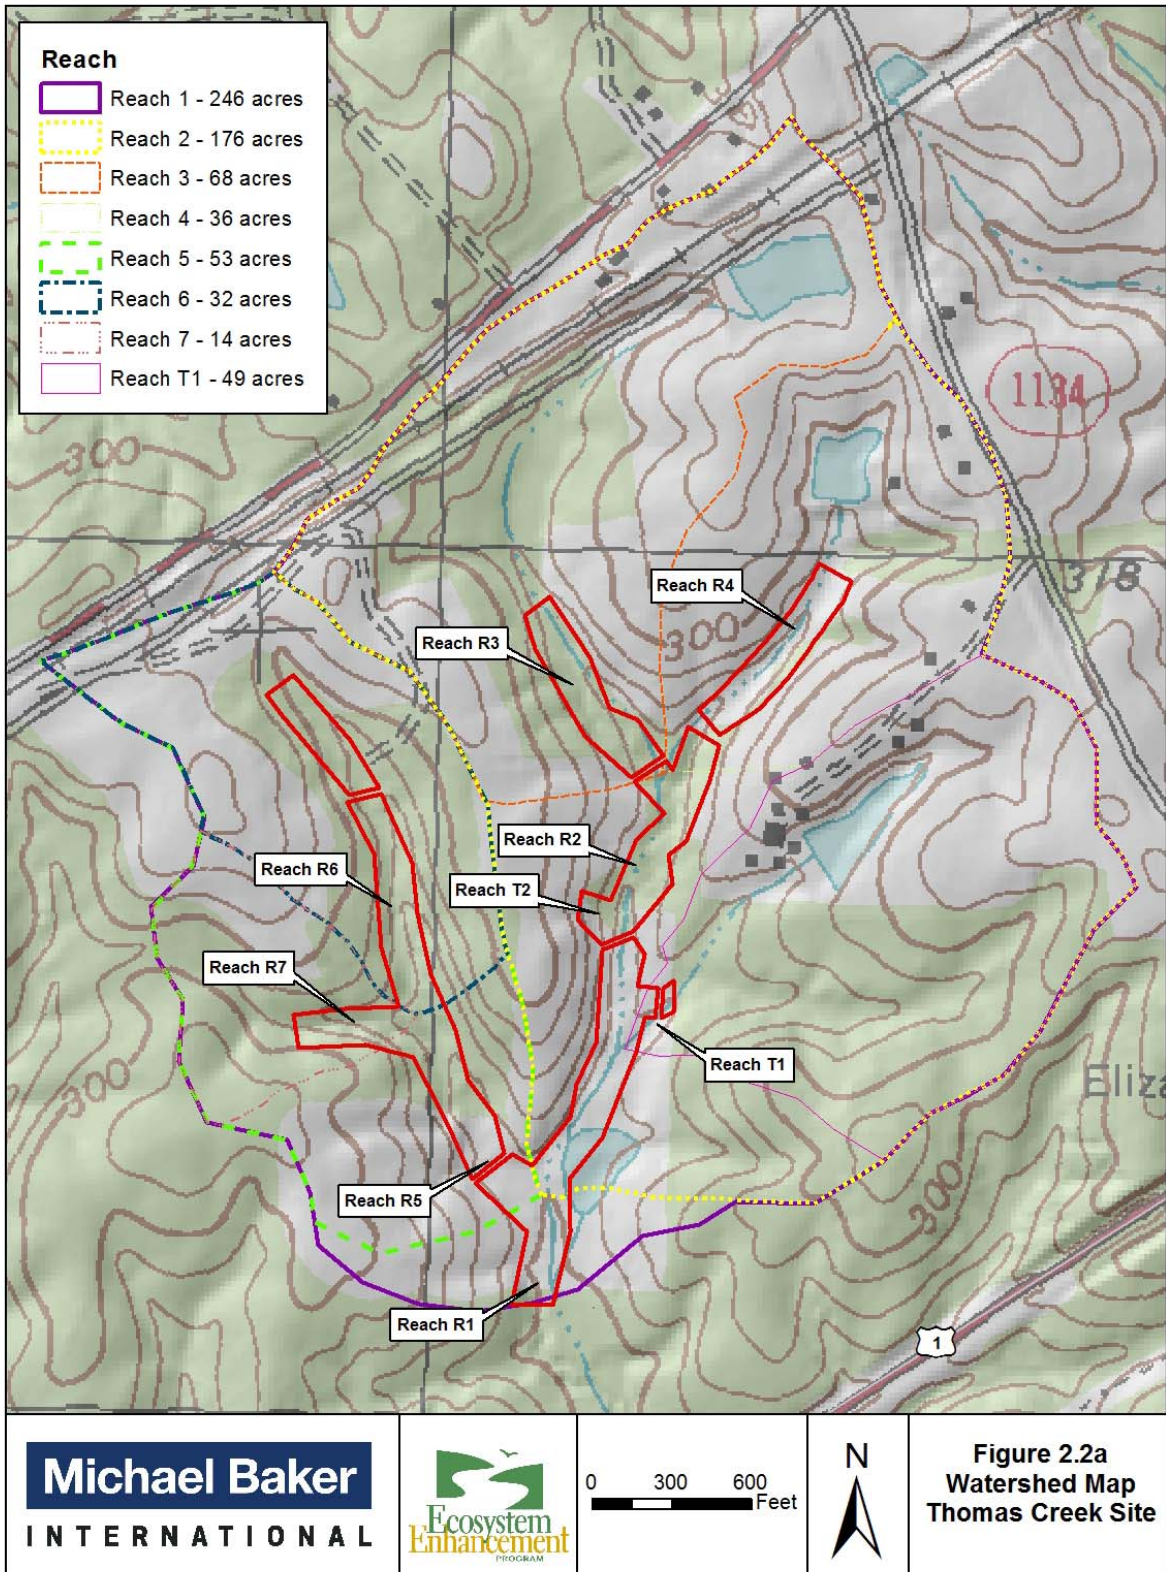 Reach
Reach 1 - 246 acres
Reach 2 - 176 acres
Reach 3 - 68 acres
Reach 4 - 36 acres
Reach 5 - 53 acres
Reach 6 - 32 acres
Reach 7 - 14 acres
Reach T1 - 49 acres
1134
300
318
Reach R4
300
Reach R3
Reach R2
Reach R6
Reach T2
Reach R7
Reach T1
300
Eliza
Reach R5
300
Reach R1
1
Michael Baker
INTERNATIONAL
Ecosystem
Enhancement
PROGRAM
0 300 600
Feet
N
Figure 2.2a
Watershed Map
Thomas Creek Site